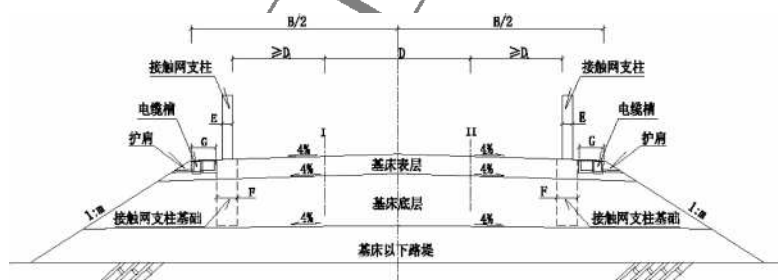 B/2
B/2
≥D₁
D
≥D₁
接触网支柱
接触网支柱
电缆槽
E
E
电缆槽
护肩
G
I
II
G
护肩
4%
4%
基床表层
4%
4%
1:m
F
基床底层
F
1:m
接触网支柱基础
4%
4%
接触网支柱基础
基床以下路堤